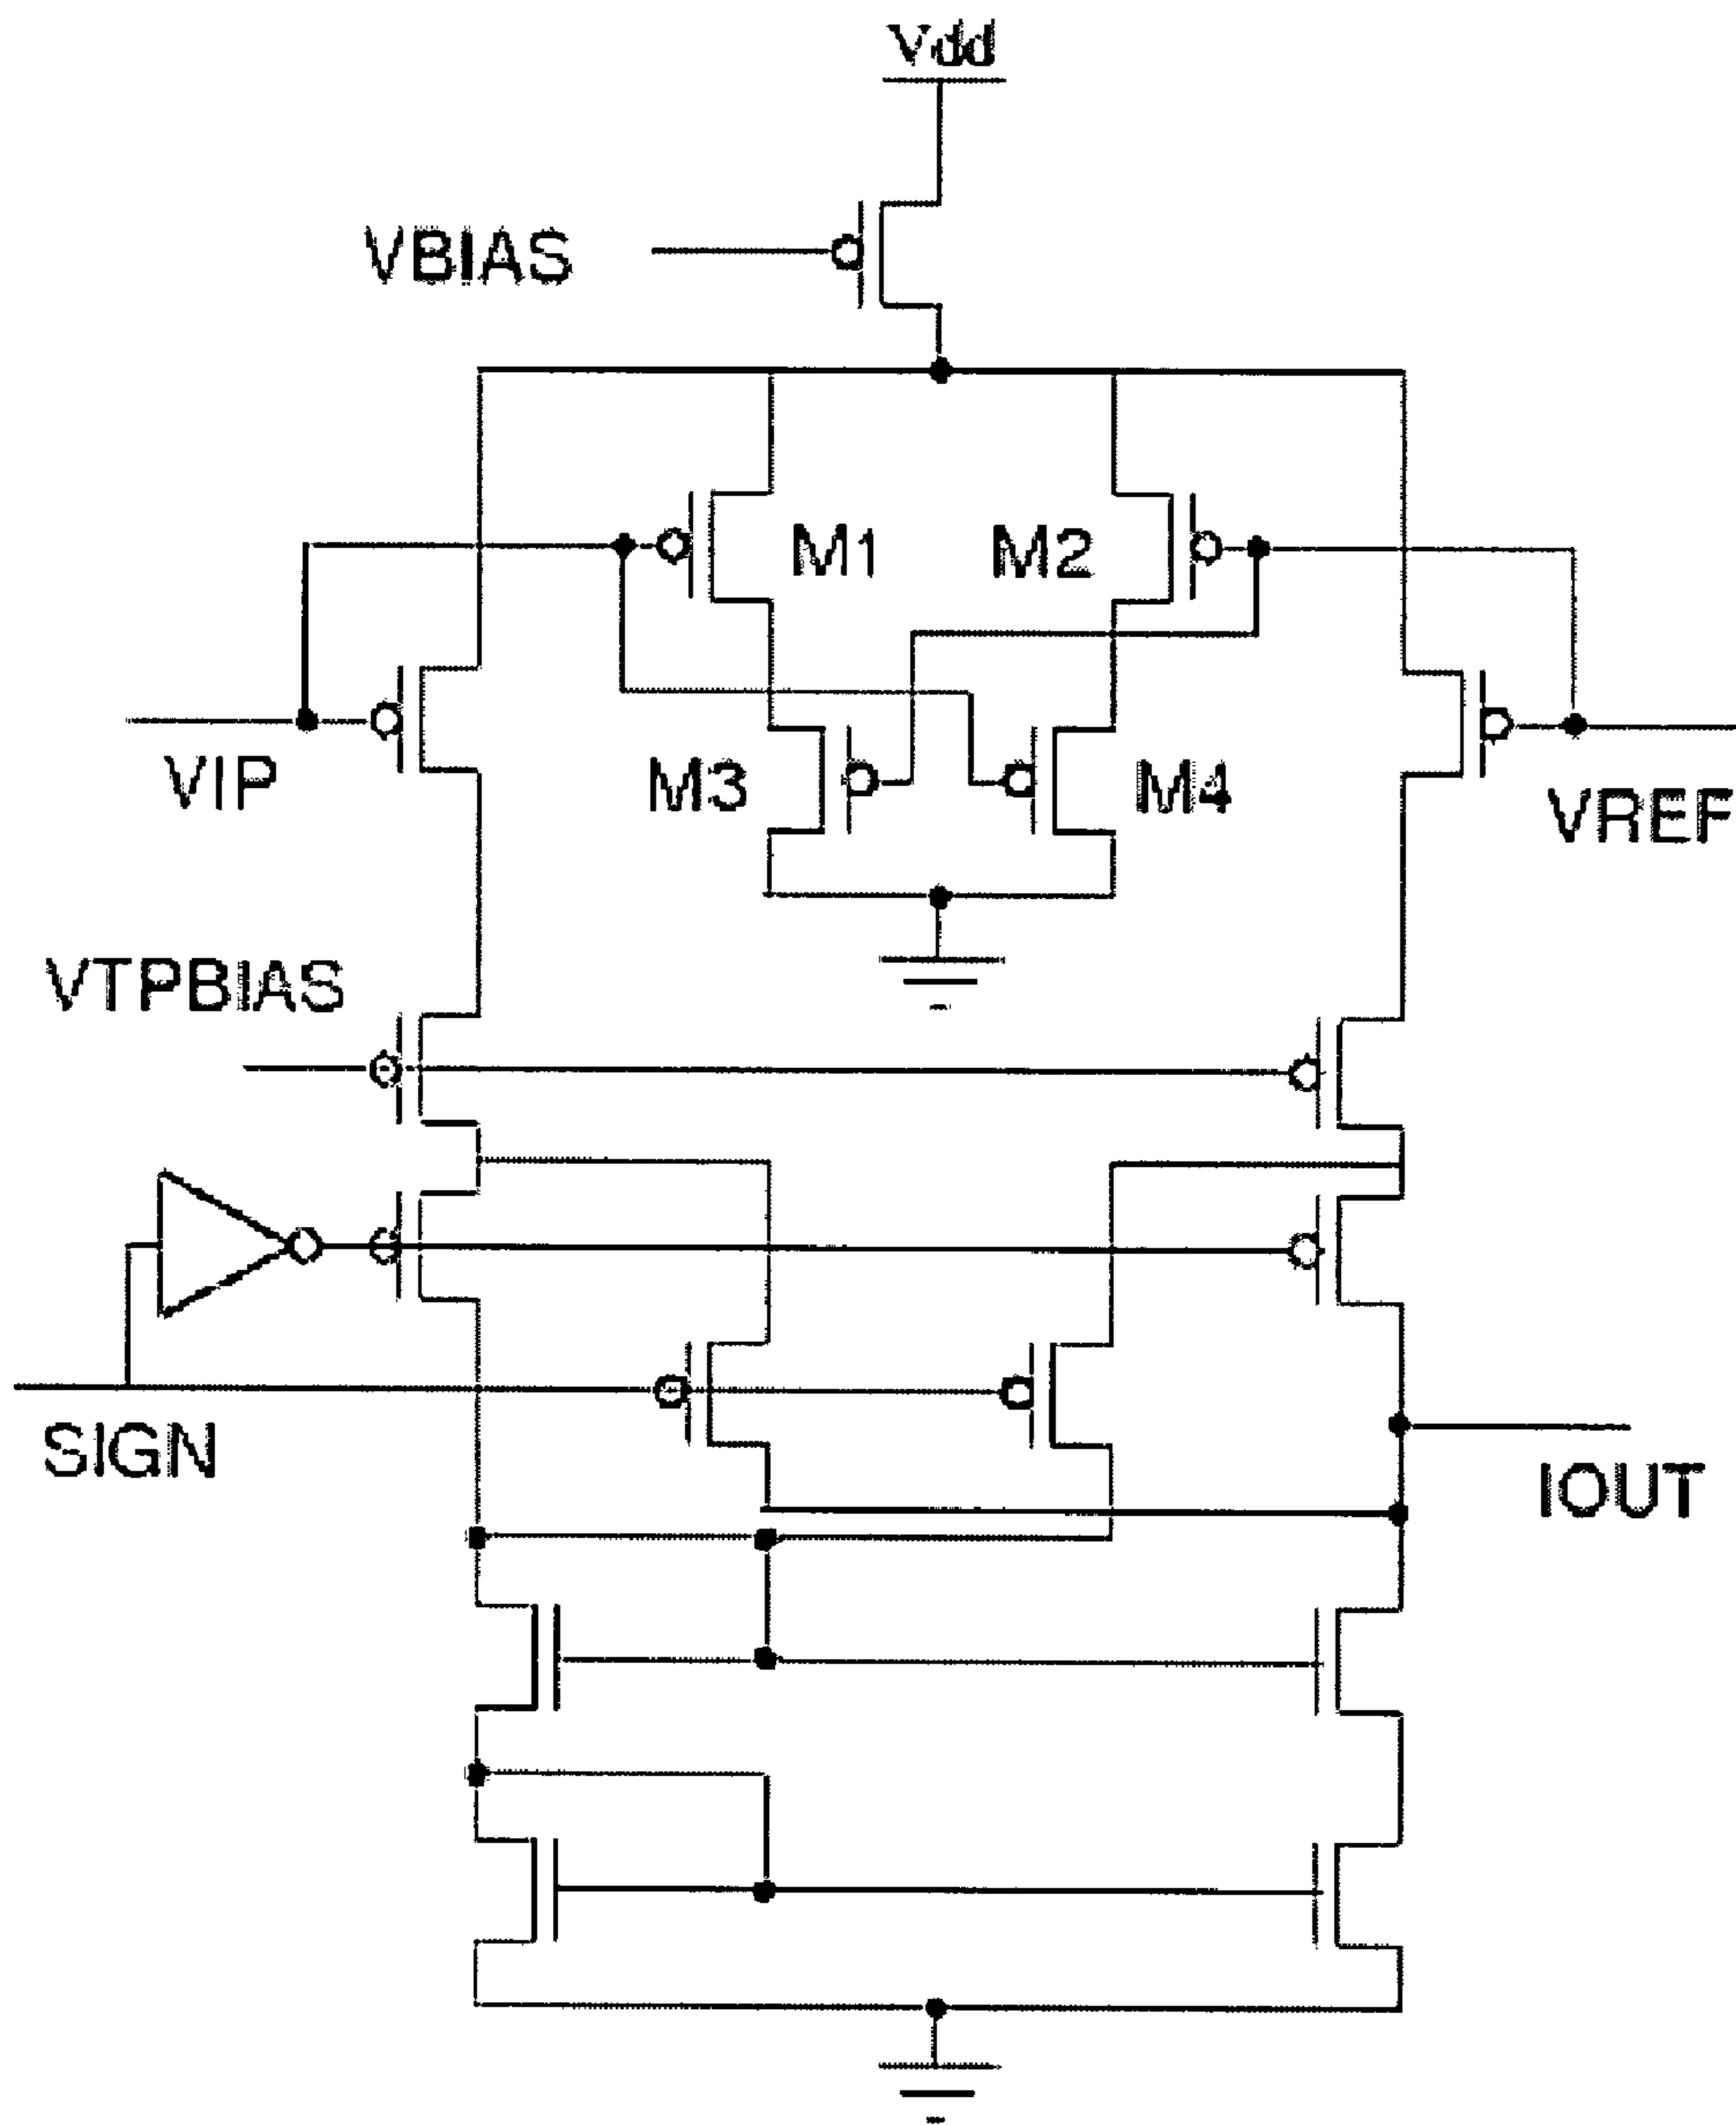 Vdd
VBIAS
M1
M2
VIP
M3
M4
VREF
VTPBIAS
SIGN
IOUT